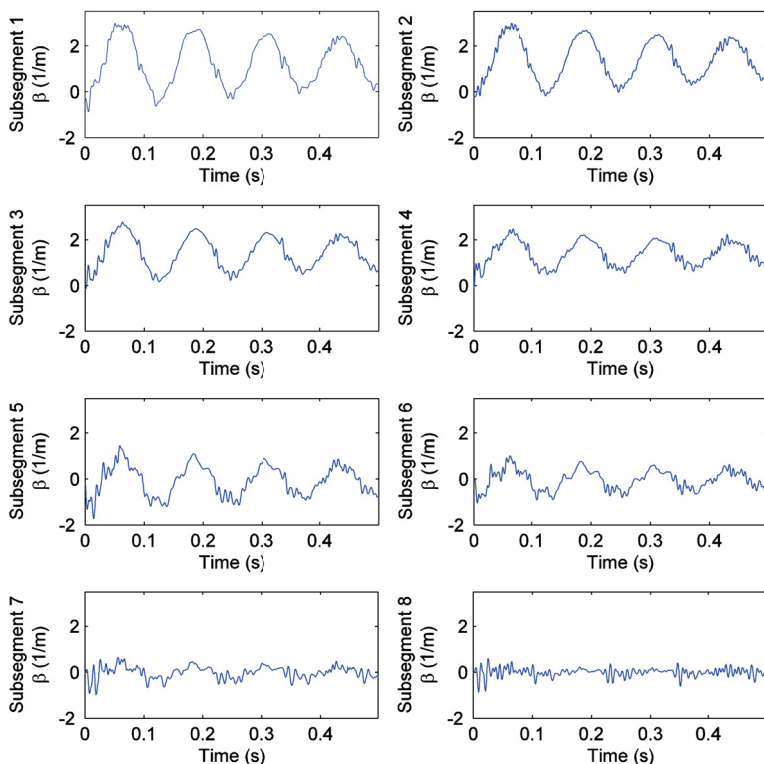 Subsegment 1
β (1/m)
2
0
-2
0
0.1
0.2
0.3
0.4
Time (s)
Subsegment 2
β (1/m)
2
0
-2
0
0.1
0.2
0.3
0.4
Time (s)
Subsegment 3
β (1/m)
2
0
-2
0
0.1
0.2
0.3
0.4
Time (s)
Subsegment 4
β (1/m)
2
0
-2
0
0.1
0.2
0.3
0.4
Time (s)
Subsegment 5
β (1/m)
2
0
-2
0
0.1
0.2
0.3
0.4
Time (s)
Subsegment 6
β (1/m)
2
0
-2
0
0.1
0.2
0.3
0.4
Time (s)
Subsegment 7
β (1/m)
2
0
-2
0
0.1
0.2
0.3
0.4
Time (s)
Subsegment 8
β (1/m)
2
0
-2
0
0.1
0.2
0.3
0.4
Time (s)